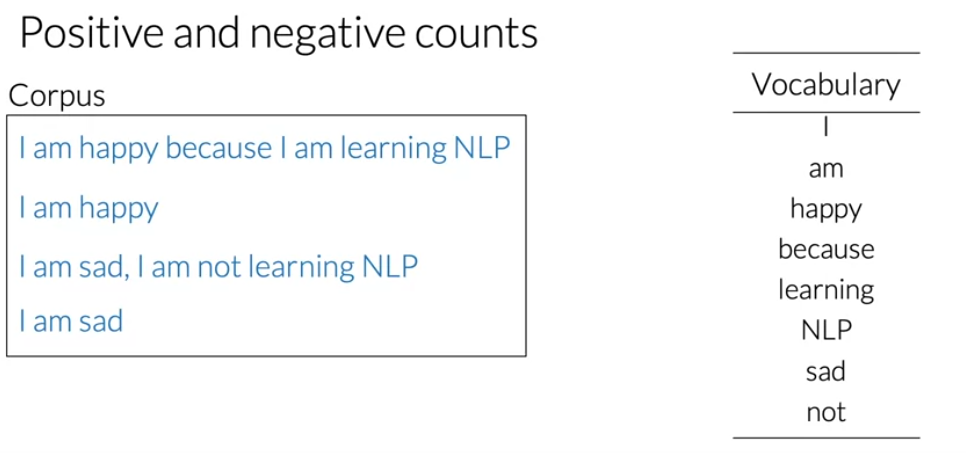 Positive and negative counts
Corpus
I am happy because I am learning NLP
I am happy
I am sad, I am not learning NLP
I am sad
Vocabulary
I
am
happy
because
learning
NLP
sad
not